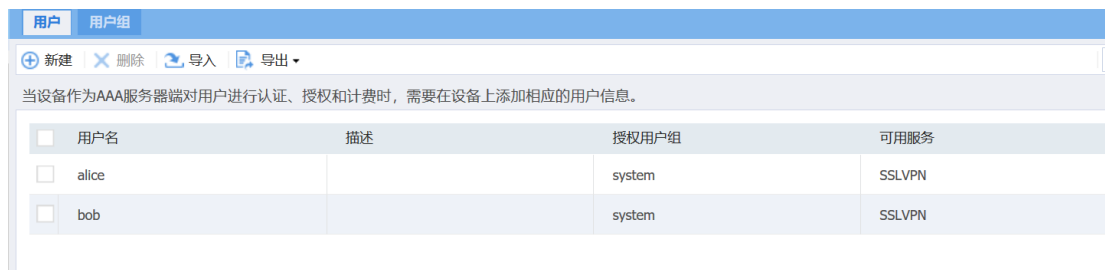 用户 用户组
新建 删除 导入 导出
当设备作为AAA服务器端对用户进行认证、授权和计费时，需要在设备上添加相应的用户信息。
用户名 描述 授权用户组 可用服务
alice system SSLVPN
bob system SSLVPN